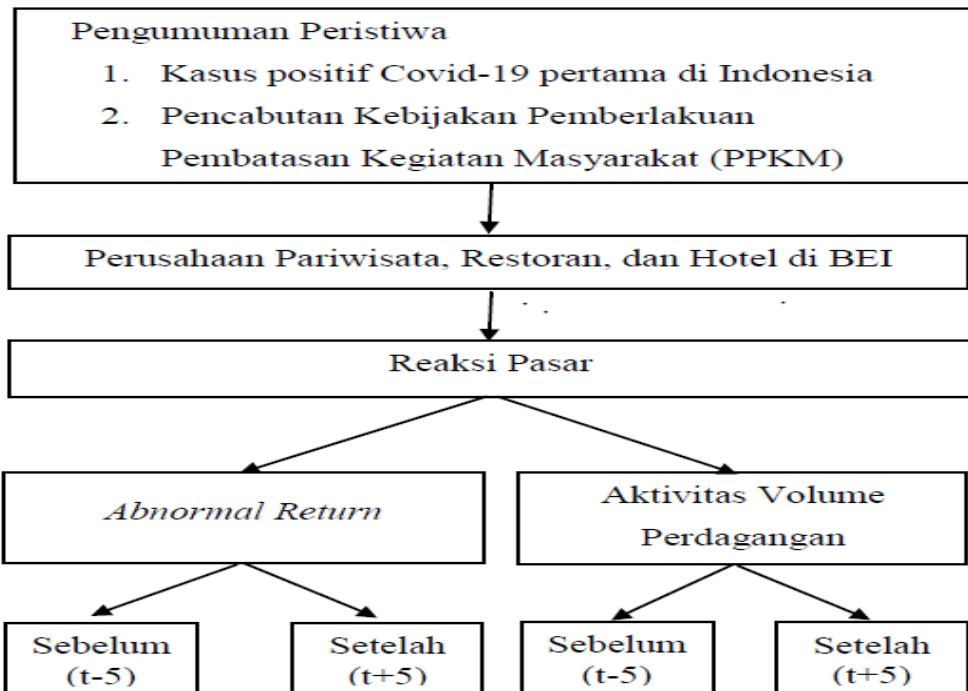 Pengumuman Peristiwa
1. Kasus positif Covid-19 pertama di Indonesia
2. Pencabutan Kebijakan Pemberlakuan
Pembatasan Kegiatan Masyarakat (PPKM)
Perusahaan Pariwisata, Restoran, dan Hotel di BEI
Reaksi Pasar
Abnormal Return
Aktivitas Volume
Perdagangan
Sebelum
(t-5)
Setelah
(t+5)
Sebelum
(t-5)
Setelah
(t+5)